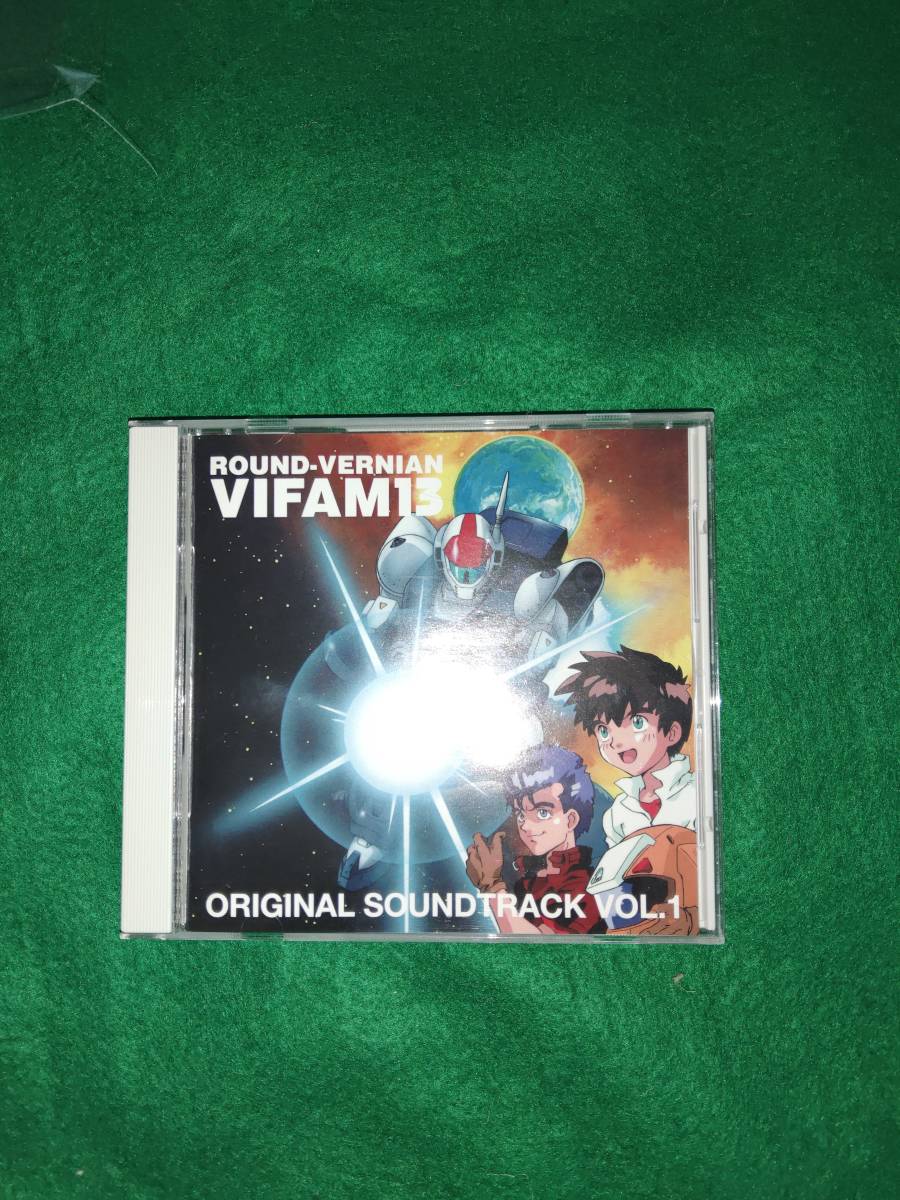 ROUND-VERNIAN
VIFAM13
ORIGINAL SOUNDTRACK VOL.1